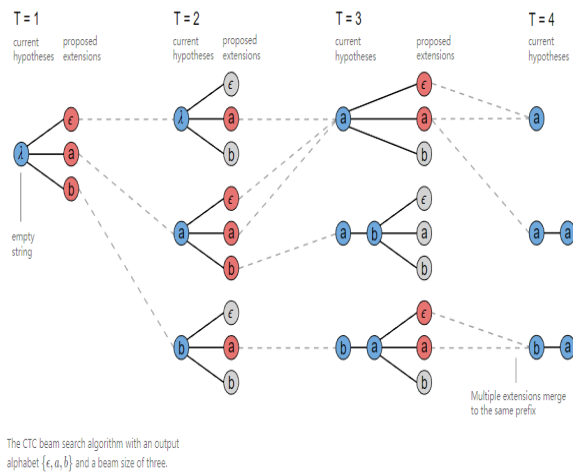 T = 1
T = 2
T = 3
T = 4
current hypotheses
proposed extensions
current hypotheses
proposed extensions
current hypotheses
proposed extensions
current hypotheses
λ
ϵ
a
b
λ
ϵ
a
b
a
ϵ
a
b
b
ϵ
a
b
a
ϵ
a
b
a
b
ϵ
a
b
b
a
ϵ
a
b
a
a
a
b
a
empty
string
Multiple extensions merge
to the same prefix
The CTC beam search algorithm with an output
alphabet {ϵ, a, b} and a beam size of three.